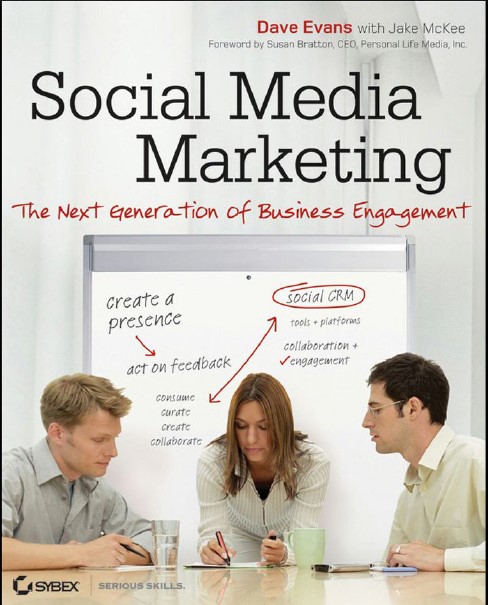 Dave Evans with Jake McKee
Foreword by Susan Bratton, CEO, Personal Life Media, Inc.
Social Media
Marketing
The Next Generation of Business Engagement
create a
presence
social CRM
tools + platforms
act on feedback
collaboration +
✓engagement
consume
curate
create
collaborate
SYBEX
SERIOUS SKILLS.